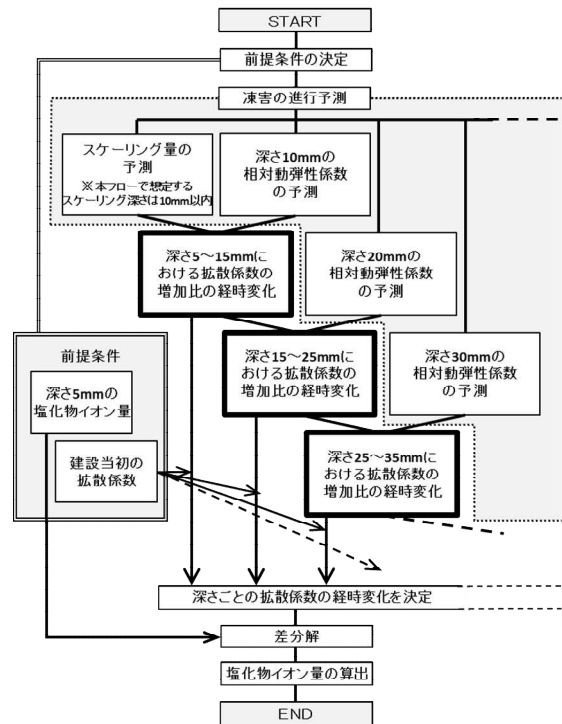 START
前提条件の決定
凍害の進行予測
スケーリング量の
予測
※本フローで想定する
スケーリング深さは10mm以内
深さ10mmの
相対動弾性係数
の予測
深さ5～15mmに
おける拡散係数の
増加比の経時変化
深さ20mmの
相対動弾性係数
の予測
深さ15～25mmに
おける拡散係数の
増加比の経時変化
深さ30mmの
相対動弾性係数
の予測
深さ25～35mmに
おける拡散係数の
増加比の経時変化
前提条件
深さ5mmの
塩化物イオン量
建設当初の
拡散係数
深さごとの拡散係数の経時変化を決定
差分解
塩化物イオン量の算出
END